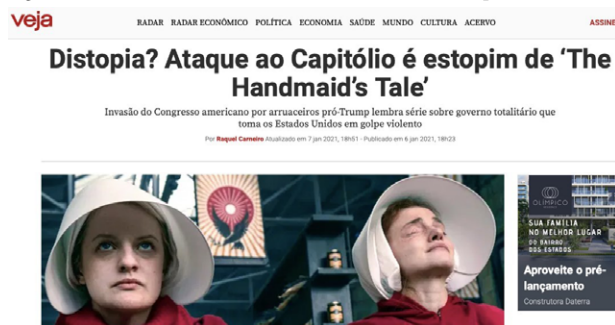 veja
RADAR RADAR ECONÔMICO POLÍTICA ECONOMIA SAÚDE MUNDO CULTURA ACERVO
ASSINE
Distopia? Ataque ao Capitólio é estopim de ‘The
Handmaid’s Tale’
Invasão do Congresso americano por arruaceiros pró-Trump lembra série sobre governo totalitário que
toma os Estados Unidos em golpe violento
Por Raquel Carneiro Atualizado em 7 jan 2021, 18h51 - Publicado em 6 jan 2021, 18h23
OLÍMPICO
SUA FAMÍLIA
NO MELHOR LUGAR
DO BAIRRO
DOS ESTADOS
Aproveite o pré-
lançamento
Construtora Daterra